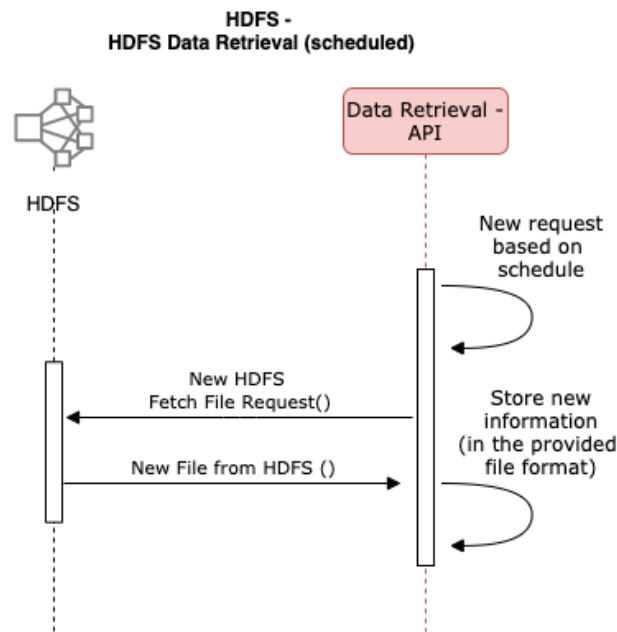 HDFS -
HDFS Data Retrieval (scheduled)
Data Retrieval -
API
HDFS
New request
based on
schedule
New HDFS
Fetch File Request()
Store new
information
(in the provided
file format)
New File from HDFS ()